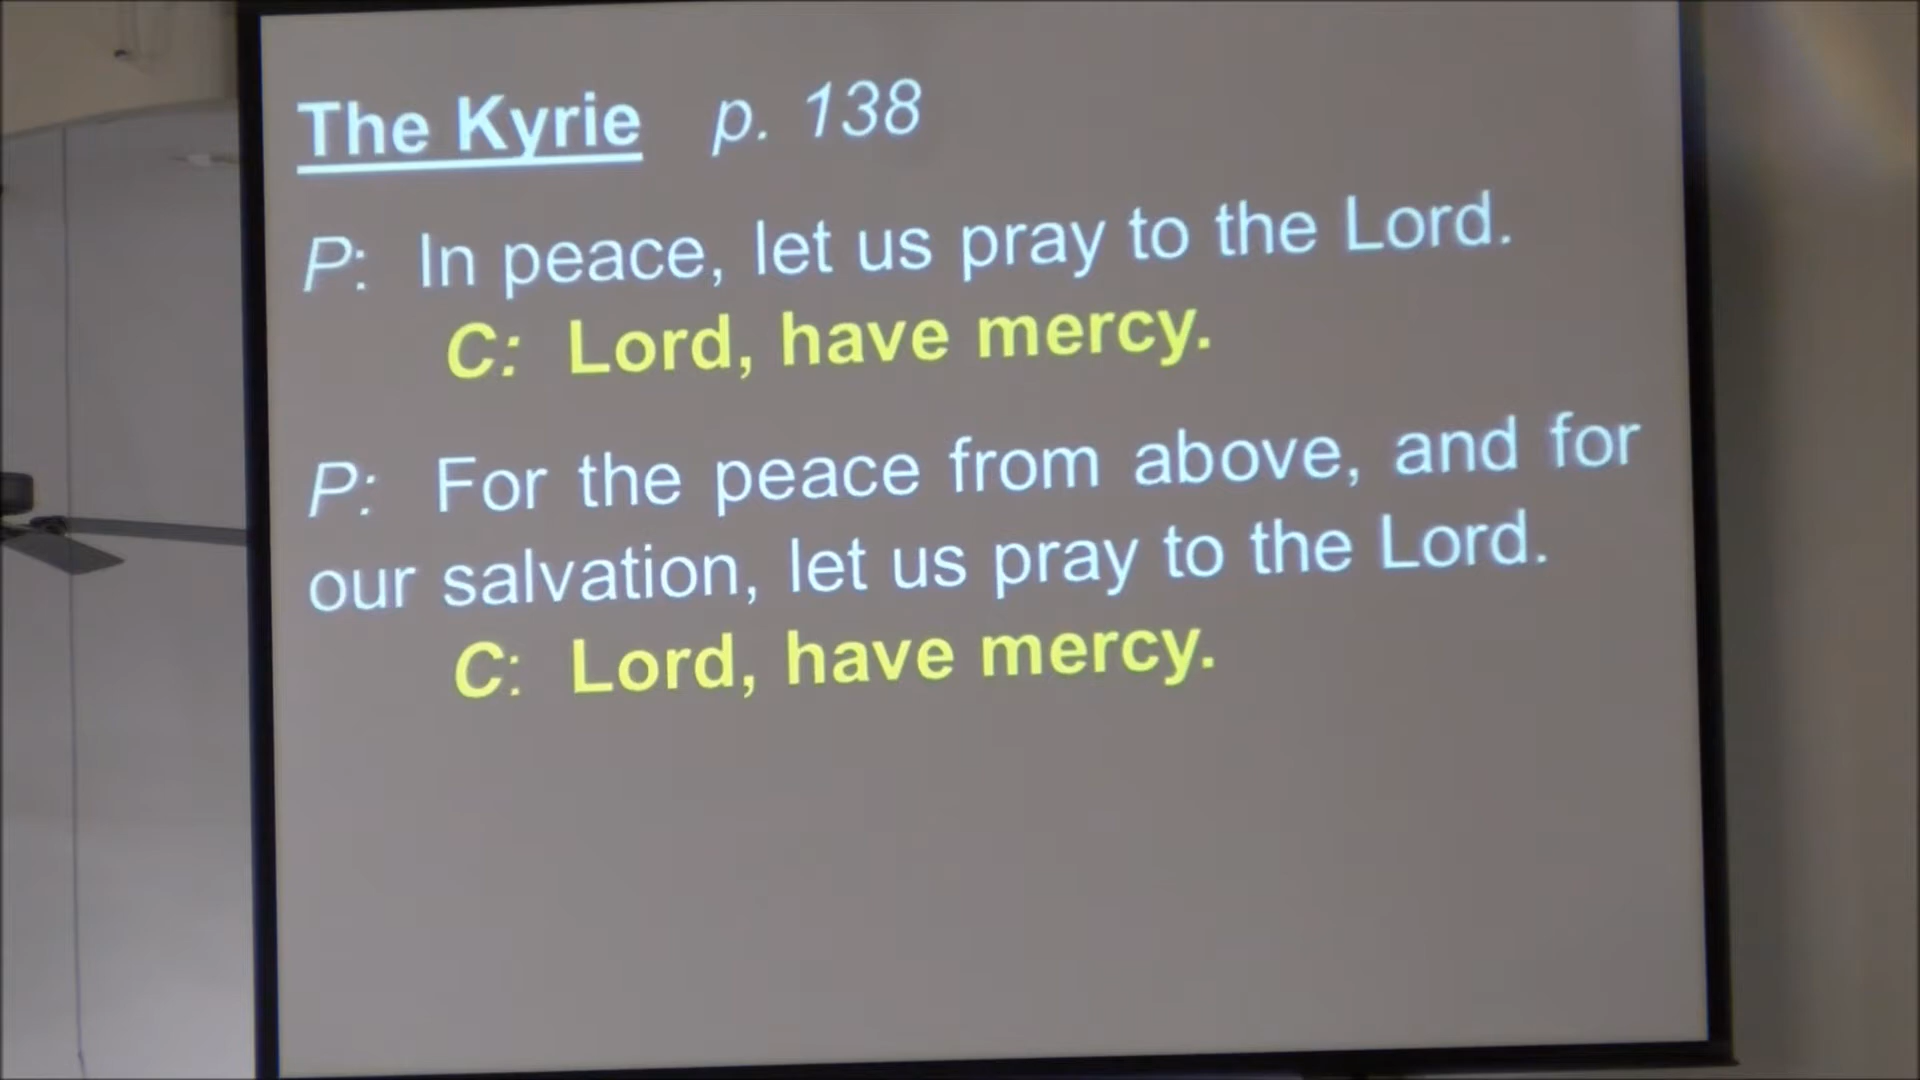 The Kyrie p. 138
P: In peace, let us pray to the Lord.
C: Lord, have mercy.
P: For the peace from above, and for
our salvation, let us pray to the Lord.
C: Lord, have mercy.